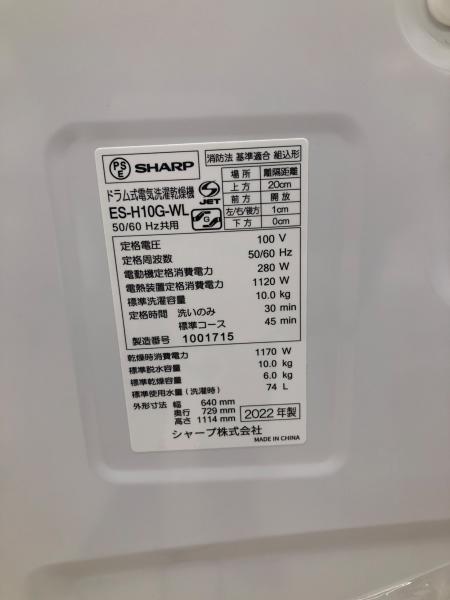 PS E SHARP
消防法 基準適合 組込形
ドラム式電気洗濯乾燥機
ES-H10G-WL
50/60 Hz共用
S-JET
場所 離隔距離
上方 20cm
前方 開放
左/右/後方 1cm
下方 0cm
定格電圧 100 V
定格周波数 50/60 Hz
電動機定格消費電力 280 W
電熱装置定格消費電力 1120 W
標準洗濯容量 10.0 kg
定格時間 洗いのみ 30 min
標準コース 45 min
製造番号 1001715
乾燥時消費電力 1170 W
標準脱水容量 10.0 kg
標準乾燥容量 6.0 kg
標準使用水量(洗濯時) 74 L
外形寸法 幅 640 mm
奥行 729 mm
高さ 1114 mm
2022 年製
シャープ株式会社
MADE IN CHINA